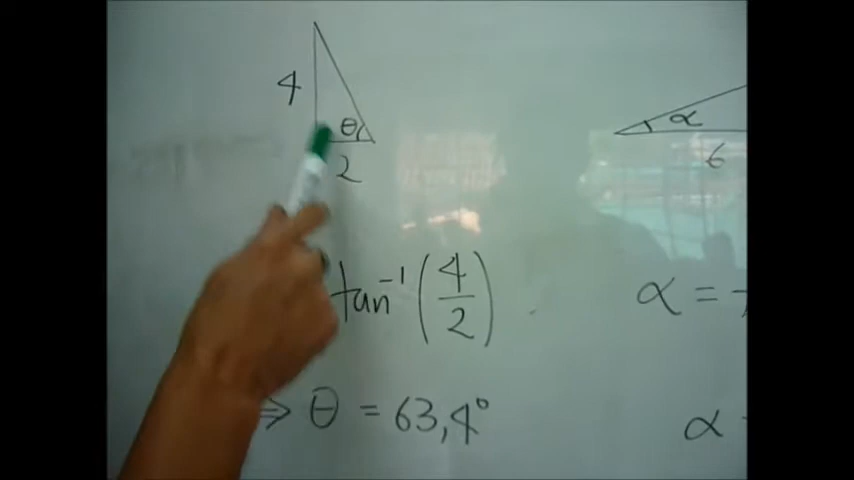 4
θ
2
α
6
tan⁻¹(4/2)
α =
⇒ θ = 63,4°
α